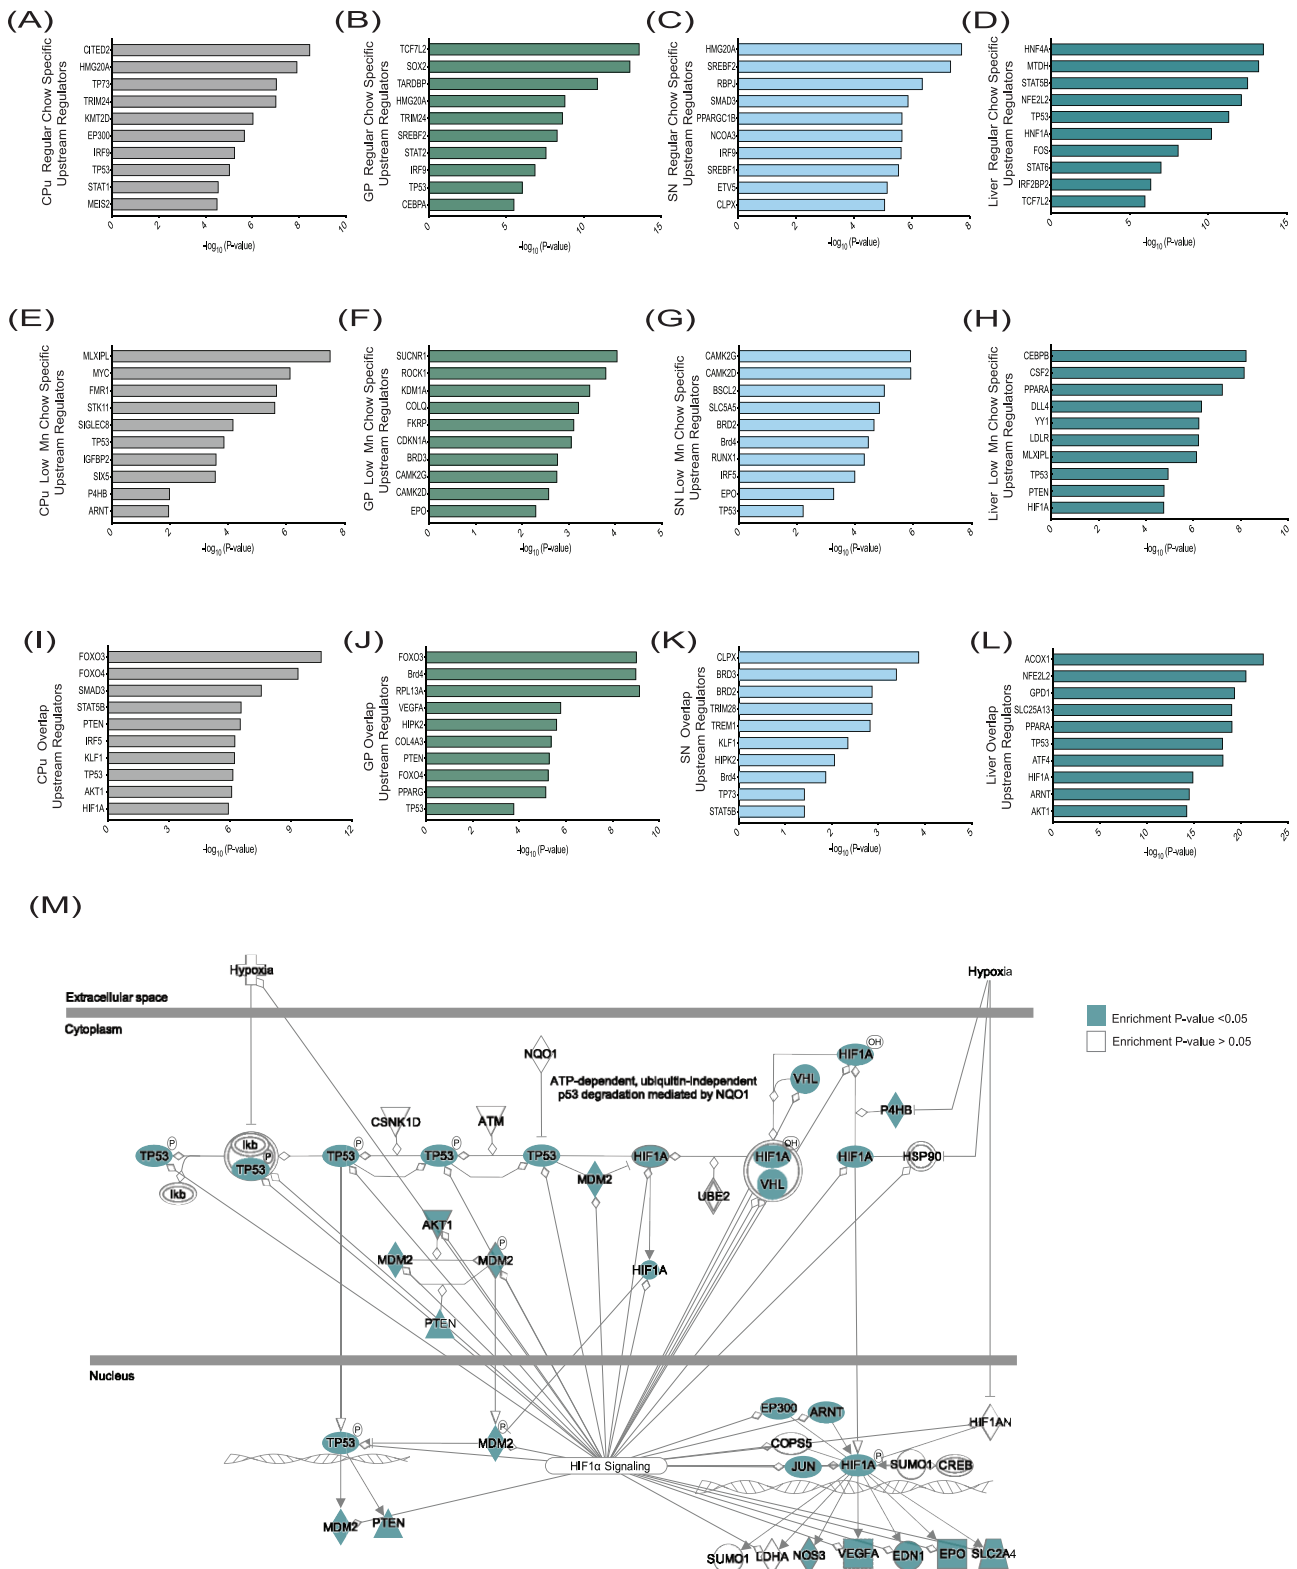 (A)
CPu Regular Chow Specific
Upstream Regulators
CITED2
HMG20A
TP73
TRIM24
KMT2D
EP300
IRF9
TP53
STAT1
MEIS2
0 2 4 6 8 10
-log10 (P-value)
(B)
GP Regular Chow Specific
Upstream Regulators
TCF7L2
SOX2
TARDBP
HMG20A
TRIM24
SREBF2
STAT2
IRF9
TP53
CEBPA
0 5 10 15
-log10 (P-value)
(C)
SN Regular Chow Specific
Upstream Regulators
HMG20A
SREBF2
RBPJ
SMAD3
PPARGC1B
NCOA3
IRF9
SREBF1
ETV5
CLPX
0 2 4 6 8
-log10 (P-value)
(D)
Liver Regular Chow Specific
Upstream Regulators
HNF4A
MTDH
STAT5B
NFE2L2
TP53
HNF1A
FOS
STAT6
IRF2BP2
TCF7L2
0 5 10 15
-log10 (P-value)
(E)
CPu Low Mn Chow Specific
Upstream Regulators
MLXIPL
MYC
FMR1
STK11
SIGLEC8
TP53
IGFBP2
SIX5
P4HB
ARNT
0 2 4 6 8
-log10 (P-value)
(F)
GP Low Mn Chow Specific
Upstream Regulators
SUCNR1
ROCK1
KDM1A
COLQ
FKRP
CDKN1A
BRD3
CAMK2G
CAMK2D
EPO
0 1 2 3 4 5
-log10 (P-value)
(G)
SN Low Mn Chow Specific
Upstream Regulators
CAMK2G
CAMK2D
BSCL2
SLC5A5
BRD2
Brd4
RUNX1
IRF5
EPO
TP53
0 2 4 6 8
-log10 (P-value)
(H)
Liver Low Mn Chow Specific
Upstream Regulators
CEBPB
CSF2
PPARA
DLL4
YY1
LDLR
MLXIPL
TP53
PTEN
HIF1A
0 2 4 6 8 10
-log10 (P-value)
(I)
CPu Overlap
Upstream Regulators
FOXO3
FOXO4
SMAD3
STAT5B
PTEN
IRF5
KLF1
TP53
AKT1
HIF1A
0 3 6 9 12
-log10 (P-value)
(J)
GP Overlap
Upstream Regulators
FOXO3
Brd4
RPL13A
VEGFA
HIPK2
COL4A3
PTEN
FOXO4
PPARG
TP53
0 2 4 6 8 10
-log10 (P-value)
(K)
SN Overlap
Upstream Regulators
CLPX
BRD3
BRD2
TRIM28
TREM1
KLF1
HIPK2
Brd4
TP73
STAT5B
0 1 2 3 4 5
-log10 (P-value)
(L)
Liver Overlap
Upstream Regulators
ACOX1
NFE2L2
GPD1
SLC25A13
PPARA
TP53
ATF4
HIF1A
ARNT
AKT1
0 5 10 15 20 25
-log10 (P-value)
(M)
Hypoxia Hypoxia
Extracellular space
Cytoplasm
Enrichment P-value <0.05
Enrichment P-value > 0.05
NQO1
ATP-dependent, ubiquitin-independent
p53 degradation mediated by NQO1
HIF1A OH
VHL
P4HB
CSNK1D ATM
TP53 P
Ikb
TP53 P
Ikb
TP53 P
TP53 P
TP53
MDM2
HIF1A
UBE2
HIF1A OH
VHL
HIF1A
HSP90
AKT1
MDM2 MDM2 P
HIF1A
PTEN
Nucleus
EP300 ARNT
HIF1AN
TP53 P
MDM2 P
COPS5
HIF1α Signaling
JUN HIF1A P SUMO1 CREB
MDM2 PTEN
SUMO1 LDHA NOS3 VEGFA EDN1 EPO SLC2A4